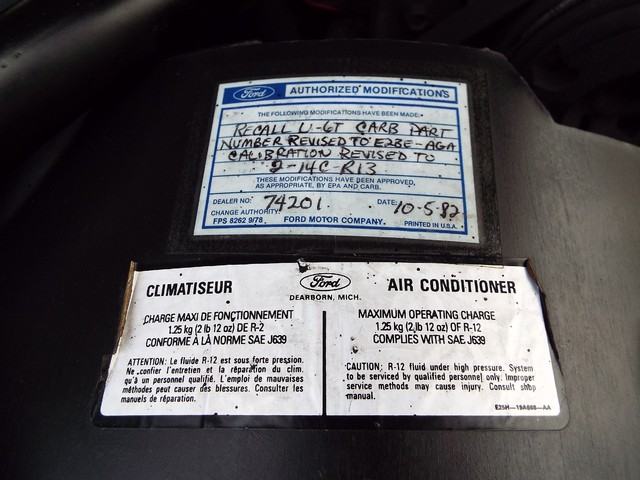 Ford AUTHORIZED MODIFICATIONS
THE FOLLOWING MODIFICATIONS HAVE BEEN MADE:
RECALL U-6T CARB PART
NUMBER REVISED TO E2BE-AGA
CALIBRATION REVISED TO
2-14C-R13
THESE MODIFICATIONS HAVE BEEN APPROVED,
AS APPROPRIATE, BY EPA AND CARB.
DEALER NO: 74201 DATE: 10-5-82
CHANGE AUTHORITY:
FPS 8262 9/78 FORD MOTOR COMPANY. PRINTED IN U.S.A.
Ford
DEARBORN, MICH.
CLIMATISEUR
CHARGE MAXI DE FONCTIONNEMENT
1.25 kg (2 lb 12 oz) DE R-2
CONFORME À LA NORME SAE J639
ATTENTION: Le fluide R-12 est sous forte pression.
Ne confier l'entretien et la réparation du clim.
qu'à un personnel qualifié. L'emploi de mauvaises
méthodes peut causer des blessures. Consulter les
manuels de réparation.
AIR CONDITIONER
MAXIMUM OPERATING CHARGE
1.25 kg (2 lb 12 oz) OF R-12
COMPLIES WITH SAE J639
CAUTION: R-12 fluid under high pressure. System
to be serviced by qualified personnel only. Improper
service methods may cause injury. Consult shop
manual.
E25H-19A688-AA